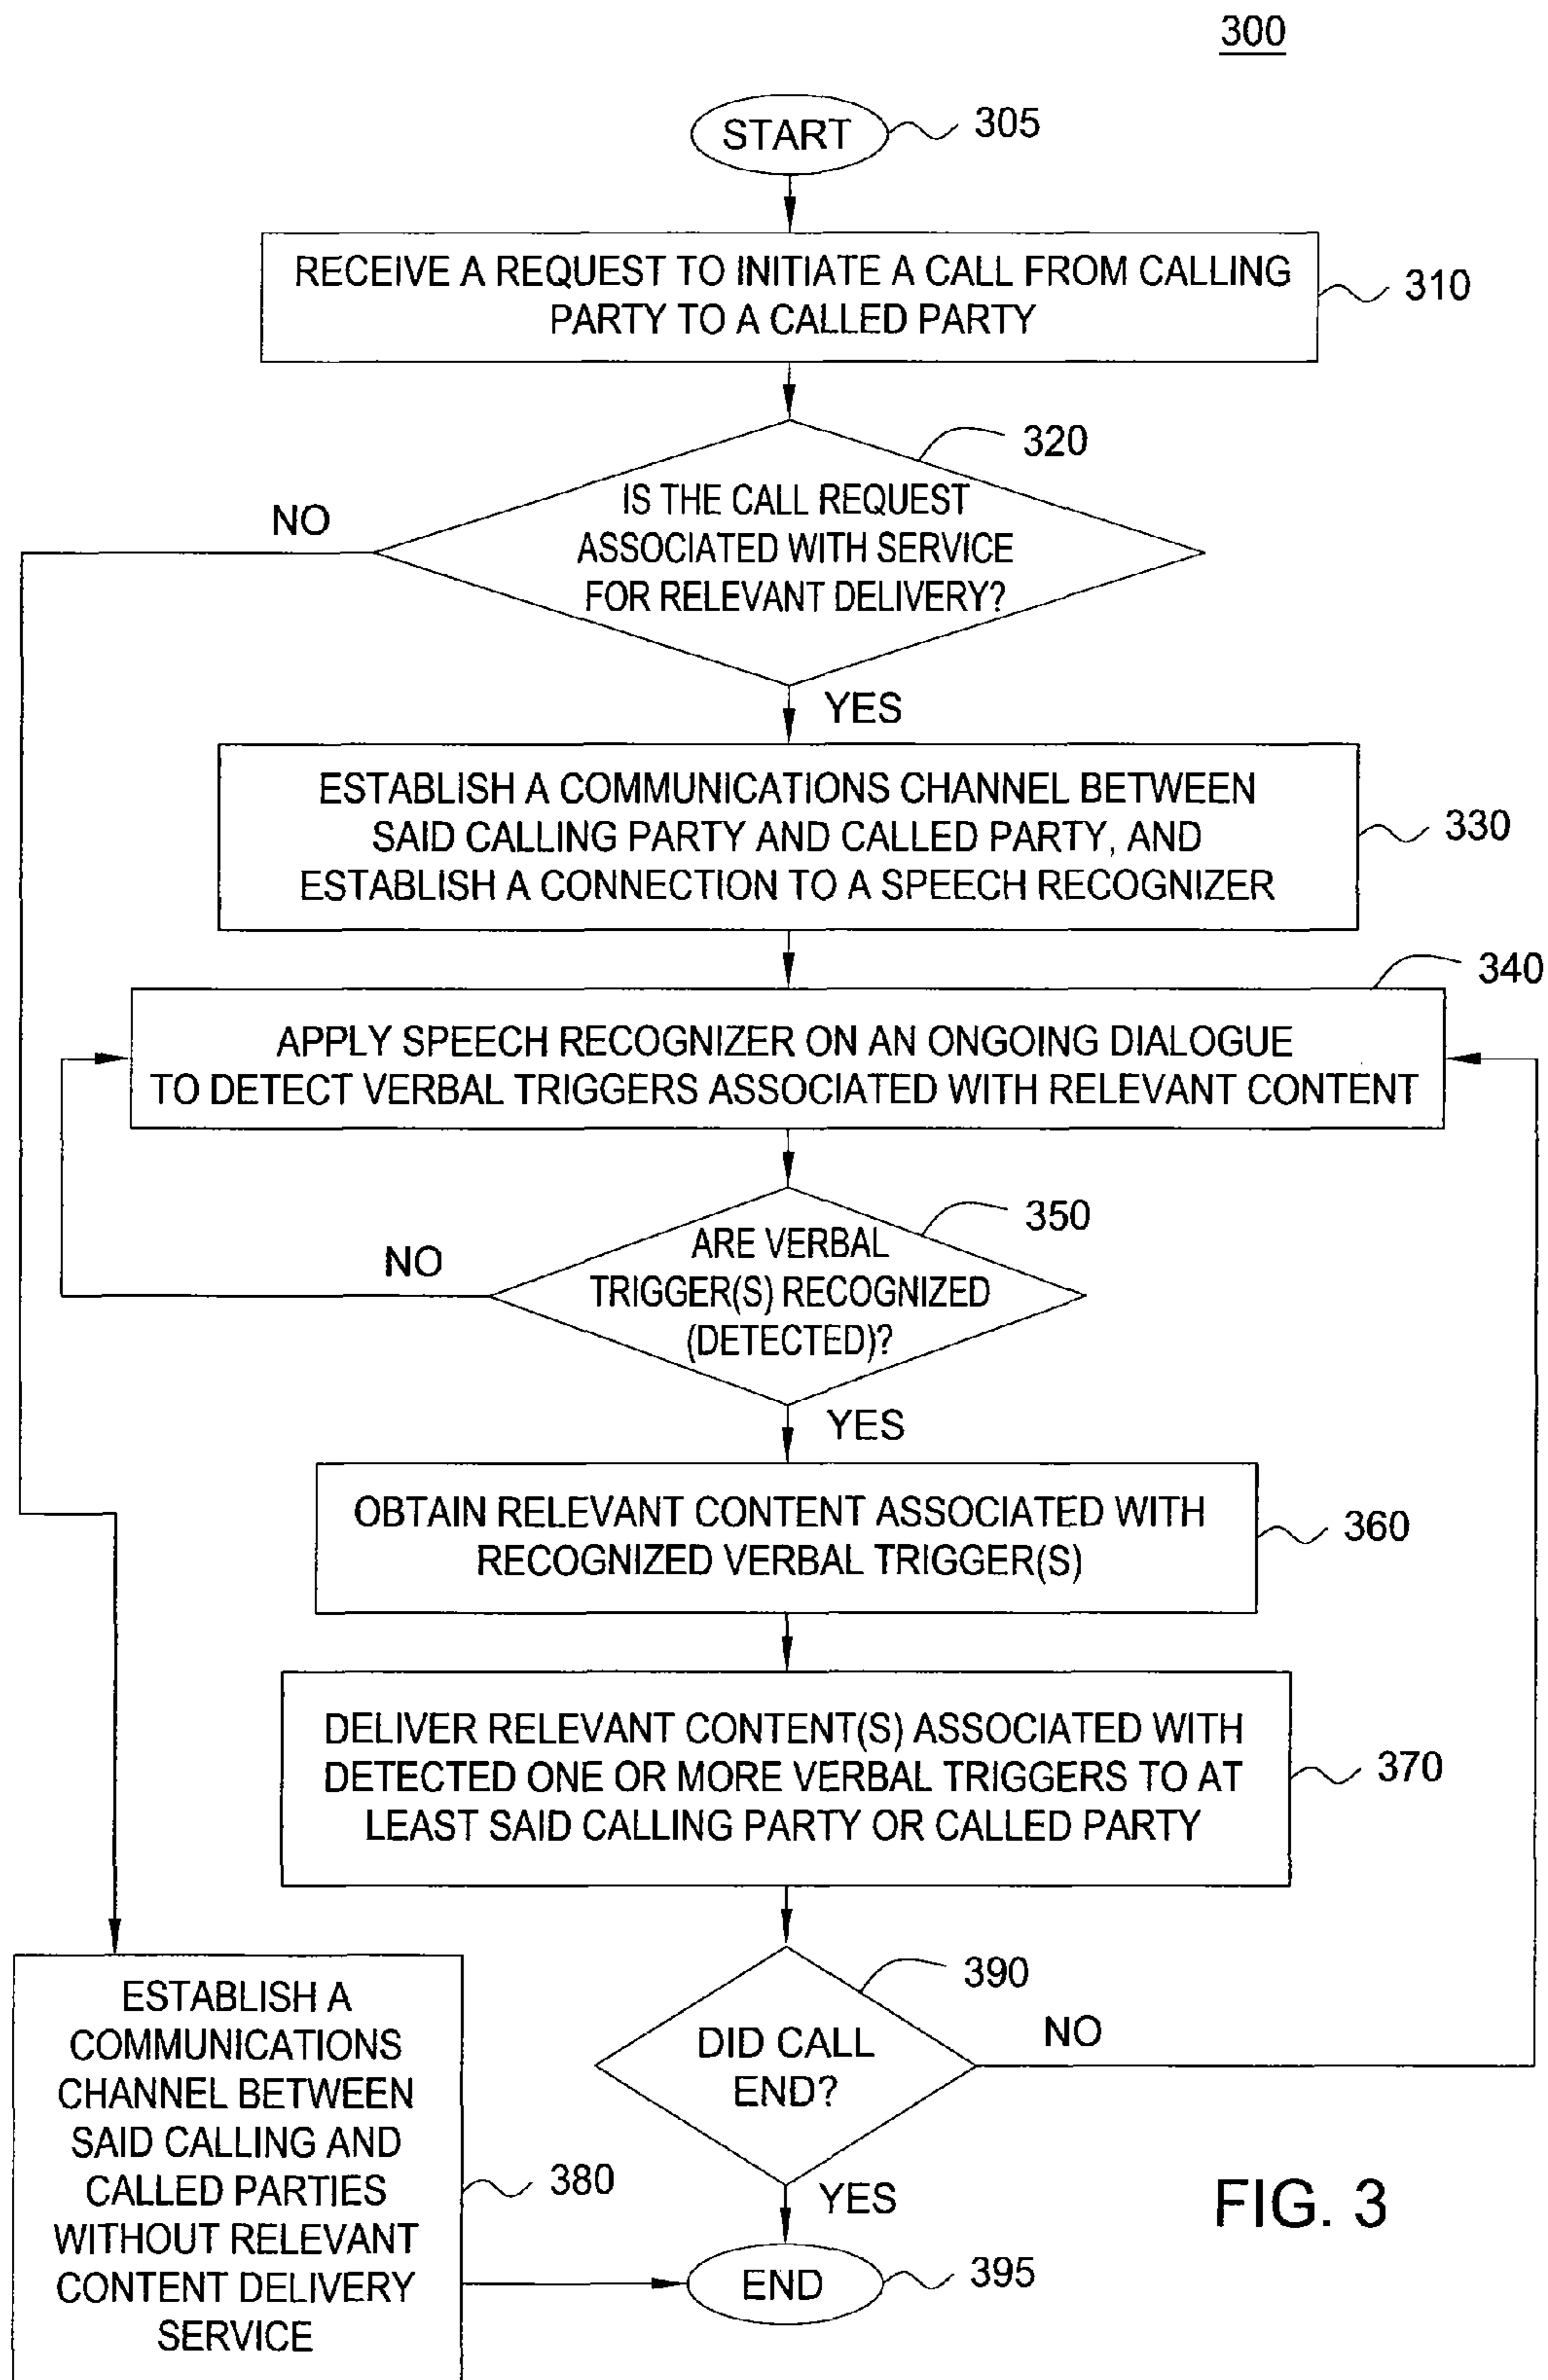 300
START
305
RECEIVE A REQUEST TO INITIATE A CALL FROM CALLING
PARTY TO A CALLED PARTY
310
320
IS THE CALL REQUEST
ASSOCIATED WITH SERVICE
FOR RELEVANT DELIVERY?
NO
YES
ESTABLISH A COMMUNICATIONS CHANNEL BETWEEN
SAID CALLING PARTY AND CALLED PARTY, AND
ESTABLISH A CONNECTION TO A SPEECH RECOGNIZER
330
340
APPLY SPEECH RECOGNIZER ON AN ONGOING DIALOGUE
TO DETECT VERBAL TRIGGERS ASSOCIATED WITH RELEVANT CONTENT
350
ARE VERBAL
TRIGGER(S) RECOGNIZED
(DETECTED)?
NO
YES
OBTAIN RELEVANT CONTENT ASSOCIATED WITH
RECOGNIZED VERBAL TRIGGER(S)
360
DELIVER RELEVANT CONTENT(S) ASSOCIATED WITH
DETECTED ONE OR MORE VERBAL TRIGGERS TO AT
LEAST SAID CALLING PARTY OR CALLED PARTY
370
390
DID CALL
END?
NO
YES
ESTABLISH A
COMMUNICATIONS
CHANNEL BETWEEN
SAID CALLING AND
CALLED PARTIES
WITHOUT RELEVANT
CONTENT DELIVERY
SERVICE
380
END
395
FIG. 3